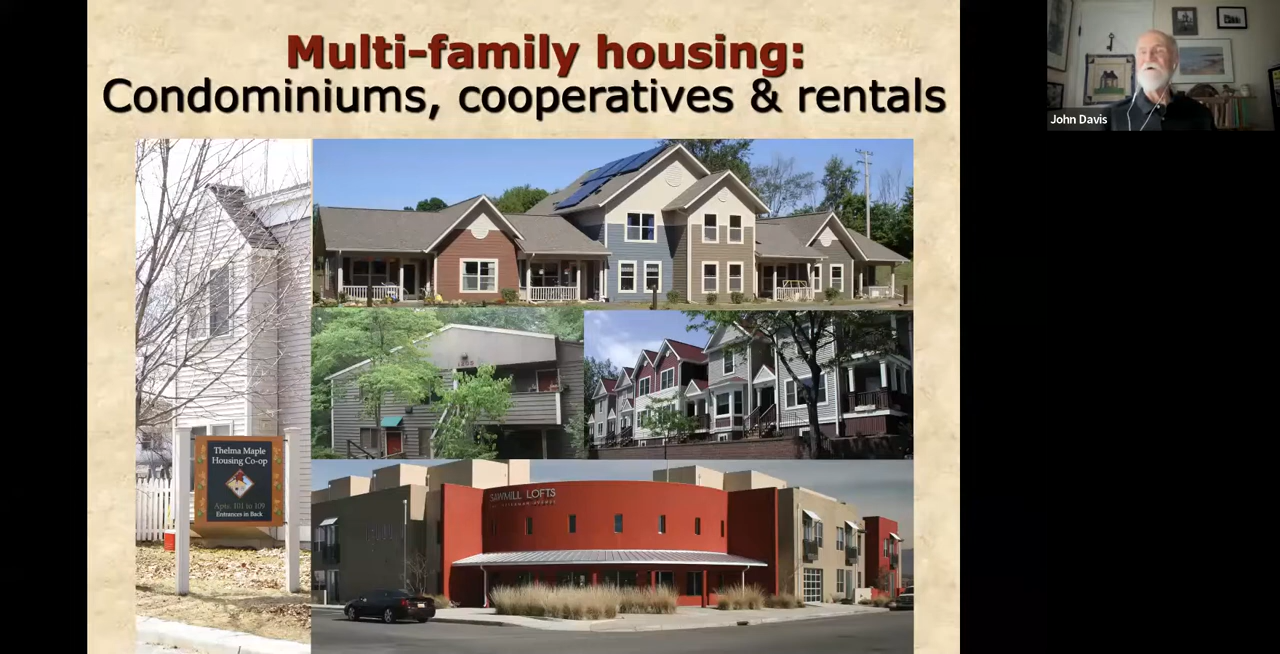 Multi-family housing:
Condominiums, cooperatives & rentals
John Davis
Thelma Maple
Housing Co-op
Apts. 101 to 109
Entrances in Back
SAWMILL LOFTS